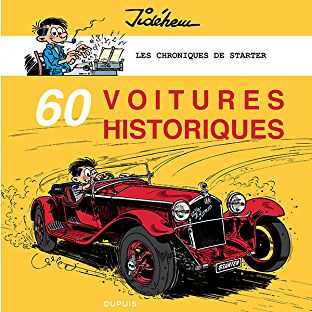 Jidéhem
LES CHRONIQUES DE STARTER
60 VOITURES
HISTORIQUES
STARTER
DUPUIS